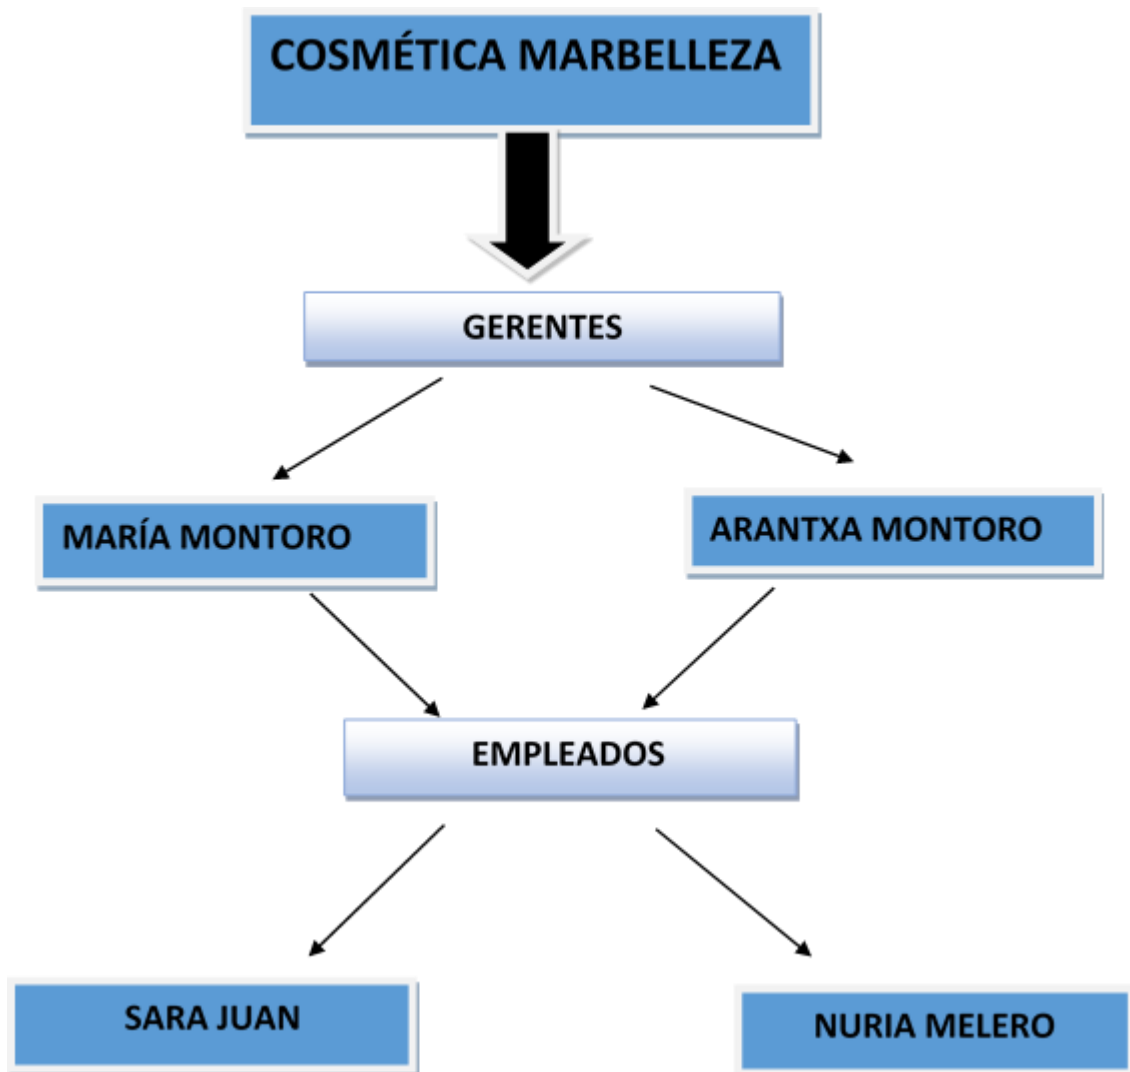 COSMÉTICA MARBELLEZA
GERENTES
MARÍA MONTORO
ARANTXA MONTORO
EMPLEADOS
SARA JUAN
NURIA MELERO